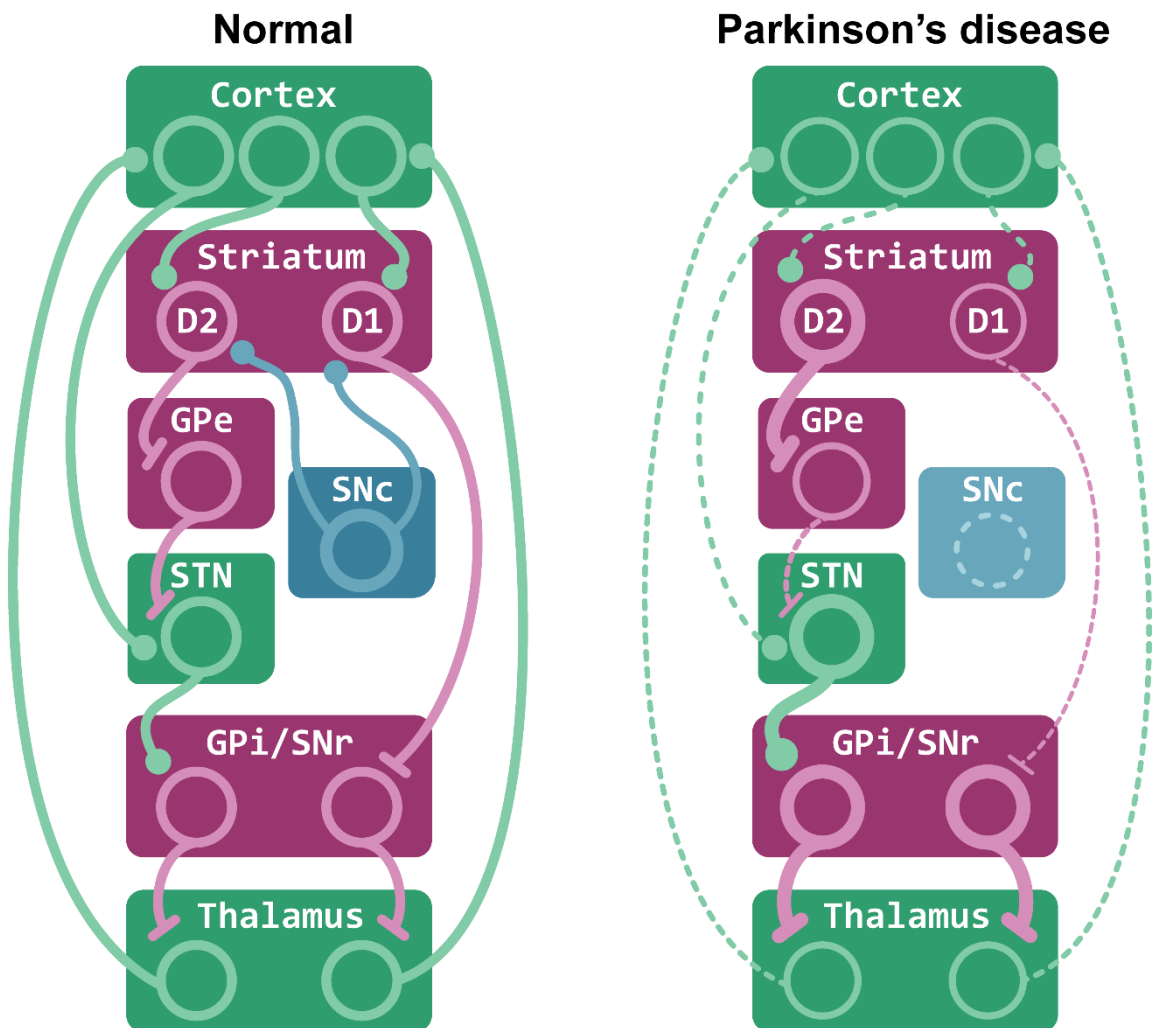 Normal
Cortex
Striatum
D2 D1
GPe
SNc
STN
GPi/SNr
Thalamus
Parkinson’s disease
Cortex
Striatum
D2 D1
GPe
SNc
STN
GPi/SNr
Thalamus